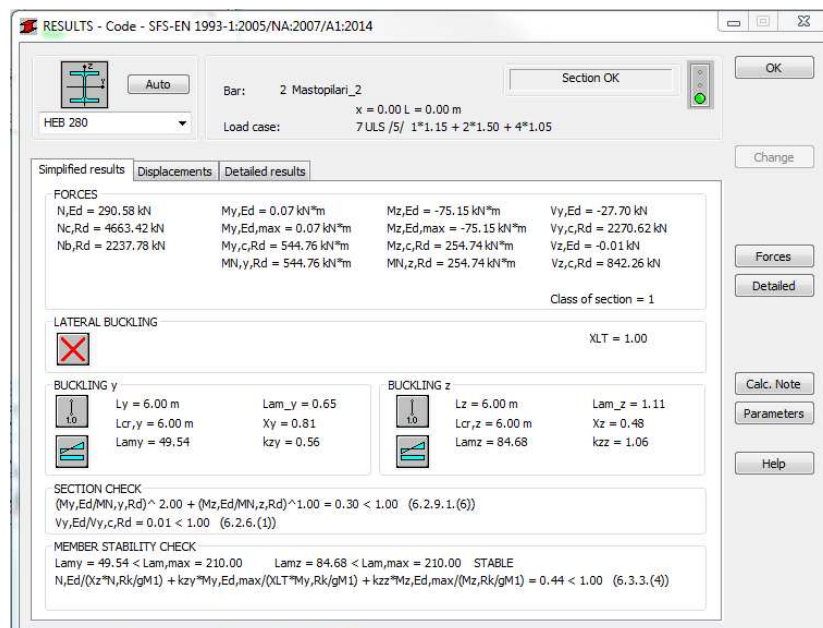 RESULTS - Code - SFS-EN 1993-1:2005/NA:2007/A1:2014
z
y
Auto
HEB 280
Bar: 2 Mastopilari_2
Section OK
x = 0.00 L = 0.00 m
Load case: 7 ULS /5/ 1*1.15 + 2*1.50 + 4*1.05
OK
Change
Simplified results Displacements Detailed results
FORCES
N,Ed = 290.58 kN My,Ed = 0.07 kN*m Mz,Ed = -75.15 kN*m Vy,Ed = -27.70 kN
Nc,Rd = 4663.42 kN My,Ed,max = 0.07 kN*m Mz,Ed,max = -75.15 kN*m Vy,c,Rd = 2270.62 kN
Nb,Rd = 2237.78 kN My,c,Rd = 544.76 kN*m Mz,c,Rd = 254.74 kN*m Vz,Ed = -0.01 kN
MN,y,Rd = 544.76 kN*m MN,z,Rd = 254.74 kN*m Vz,c,Rd = 842.26 kN
Class of section = 1
Forces
Detailed
LATERAL BUCKLING
XLT = 1.00
BUCKLING y
1.0
Ly = 6.00 m Lam_y = 0.65
Lcr,y = 6.00 m Xy = 0.81
Lamy = 49.54 kzy = 0.56
BUCKLING z
1.0
Lz = 6.00 m Lam_z = 1.11
Lcr,z = 6.00 m Xz = 0.48
Lamz = 84.68 kzz = 1.06
Calc. Note
Parameters
Help
SECTION CHECK
(My,Ed/MN,y,Rd)^ 2.00 + (Mz,Ed/MN,z,Rd)^1.00 = 0.30 < 1.00 (6.2.9.1.(6))
Vy,Ed/Vy,c,Rd = 0.01 < 1.00 (6.2.6.(1))
MEMBER STABILITY CHECK
Lamy = 49.54 < Lam,max = 210.00 Lamz = 84.68 < Lam,max = 210.00 STABLE
N,Ed/(Xz*N,Rk/gM1) + kzy*My,Ed,max/(XLT*My,Rk/gM1) + kzz*Mz,Ed,max/(Mz,Rk/gM1) = 0.44 < 1.00 (6.3.3.(4))